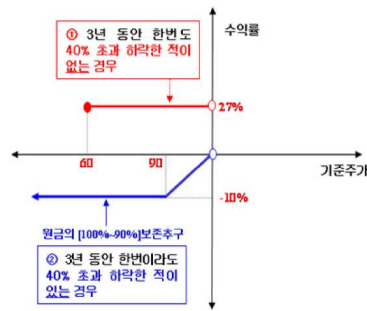 ① 3년 동안 한번도
40% 초과 하락한 적이
없는 경우
수익률
27%
60
90
기준주가
-10%
원금의 [100%~90%]보존추구
② 3년 동안 한번이라도
40% 초과 하락한 적이
있는 경우